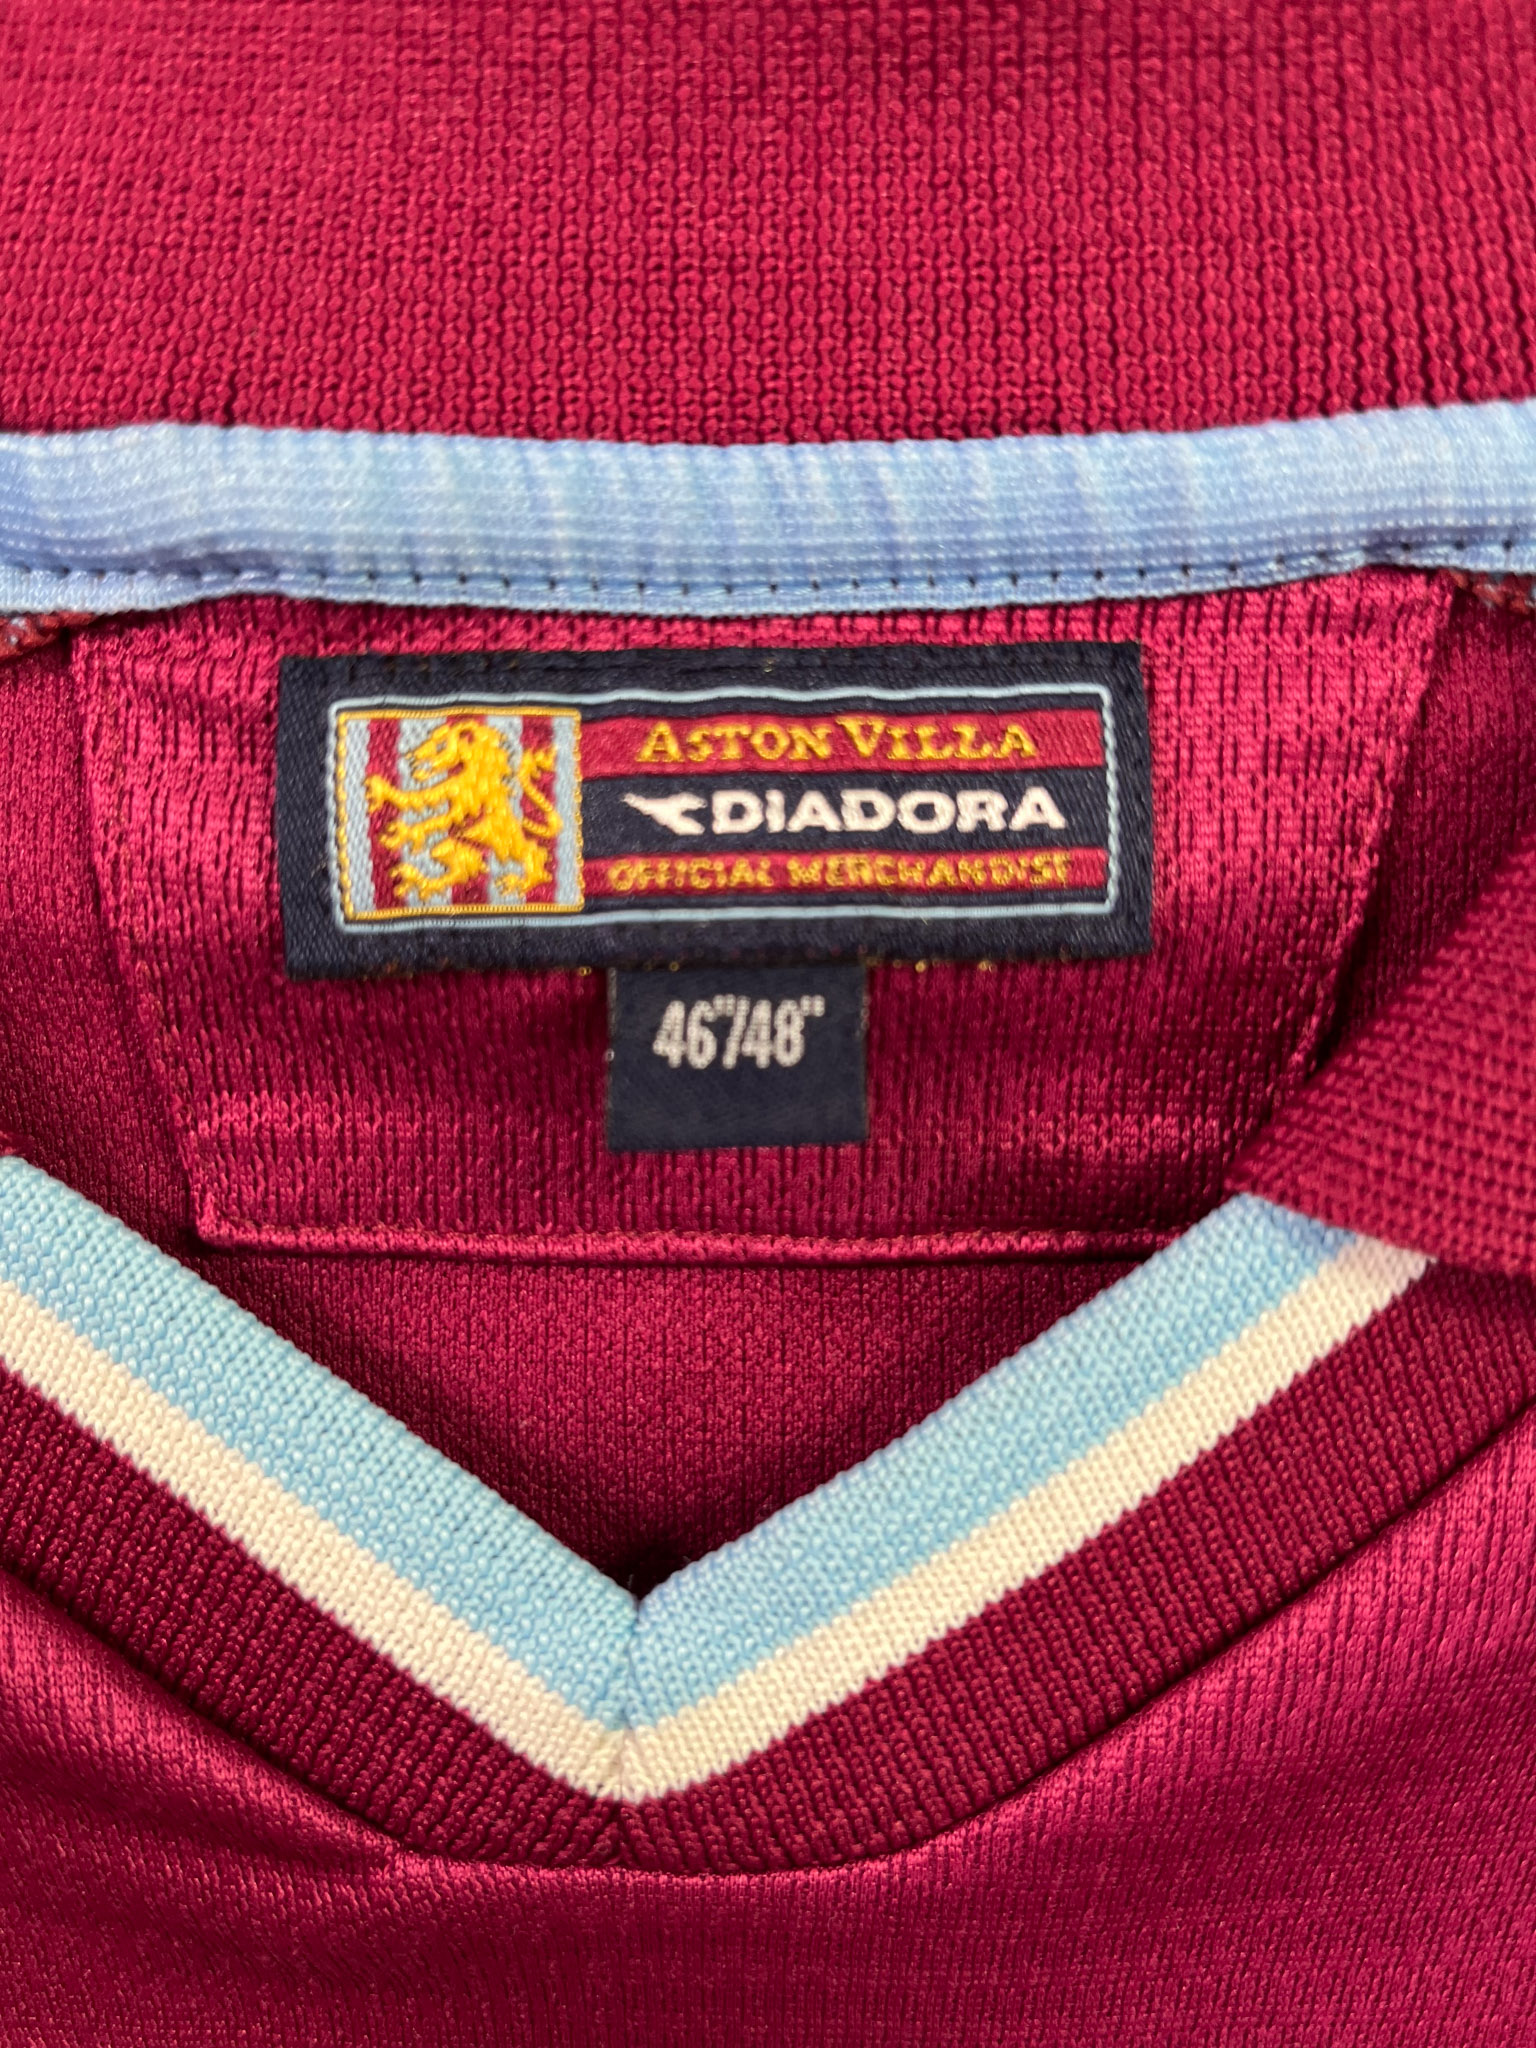 ASTON VILLA
DIADORA
OFFICIAL MERCHANDISE
46"/48"